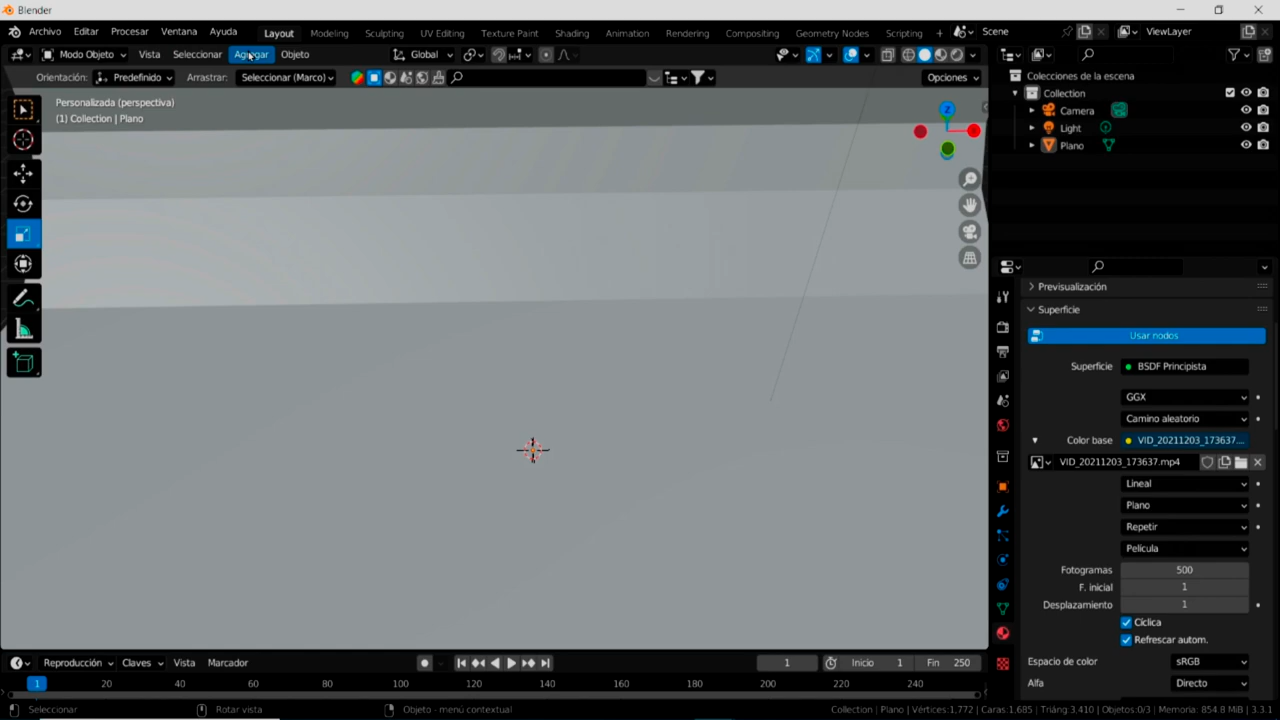 Blender
Archivo Editar Procesar Ventana Ayuda Layout Modeling Sculpting UV Editing Texture Paint Shading Animation Rendering Compositing Geometry Nodes Scripting + Scene ViewLayer
Modo Objeto Vista Seleccionar Agregar Objeto Global
Orientación: Predefinido Arrastrar: Seleccionar (Marco) Opciones
Personalizada (perspectiva)
(1) Collection | Plano
Z
Colecciones de la escena
Collection
Camera
Light
Plano
Previsualización
Superficie
Usar nodos
Superficie BSDF Principista
GGX
Camino aleatorio
Color base VID_20211203_173637...
VID_20211203_173637.mp4
Lineal
Plano
Repetir
Película
Fotogramas 500
F. inicial 1
Desplazamiento 1
Cíclica
Refrescar autom.
Espacio de color sRGB
Alfa Directo
Reproducción Claves Vista Marcador 1 Inicio 1 Fin 250
1 20 40 60 80 100 120 140 160 180 200 220 240
Seleccionar Rotar vista Objeto - menú contextual Collection | Plano | Vértices:1,772 | Caras:1,685 | Triáng:3,410 | Objetos:0/3 | Memoria: 854.8 MiB | 3.3.1